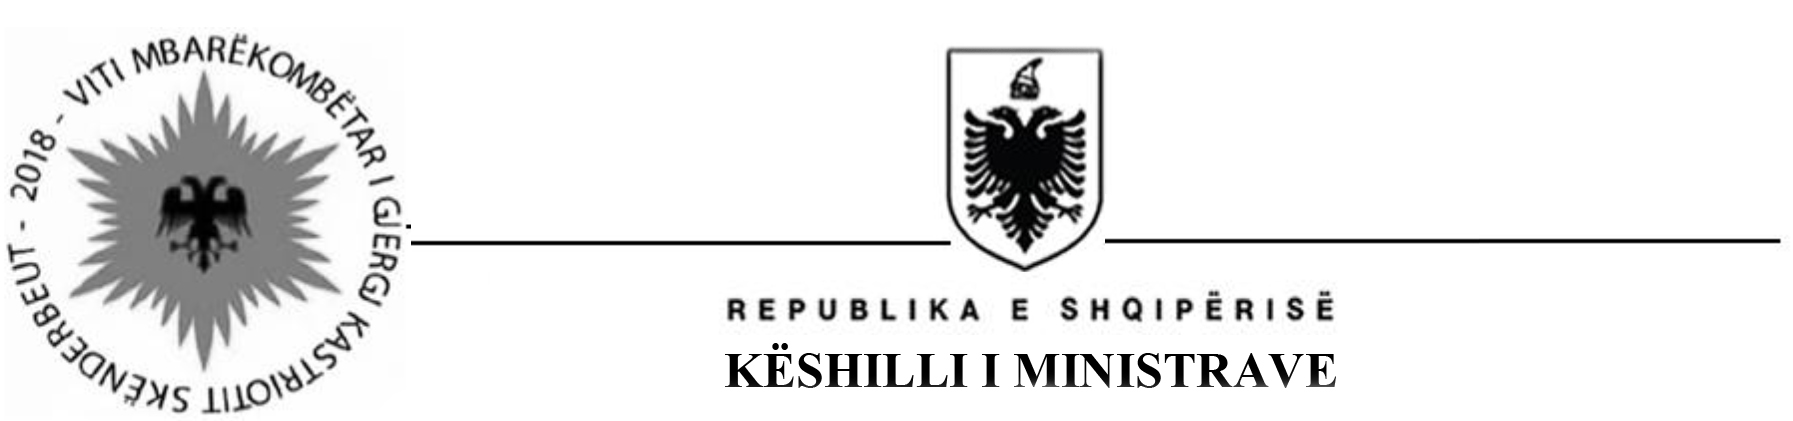 2018 - VITI MBARËKOMBËTAR I GJERGJ KASTRIOTIT SKËNDERBEUT -
REPUBLIKA E SHQIPËRISË
KËSHILLI I MINISTRAVE